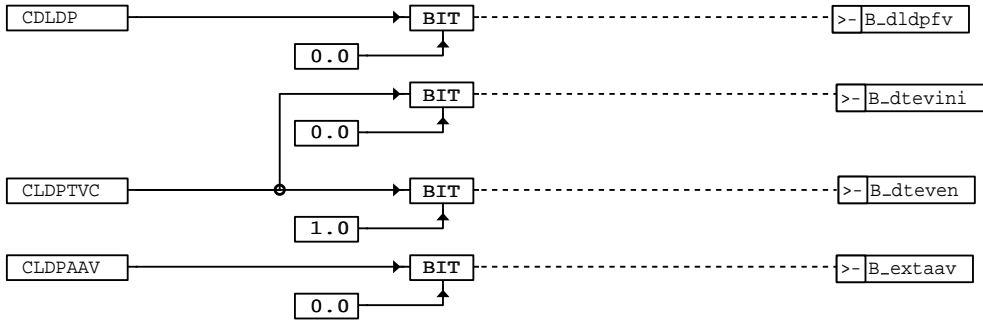 CDLDP BIT >- B_dldpfv
0.0
BIT >- B_dtevini
0.0
CLDPTVC BIT >- B_dteven
1.0
CLDPAAV BIT >- B_extaav
0.0